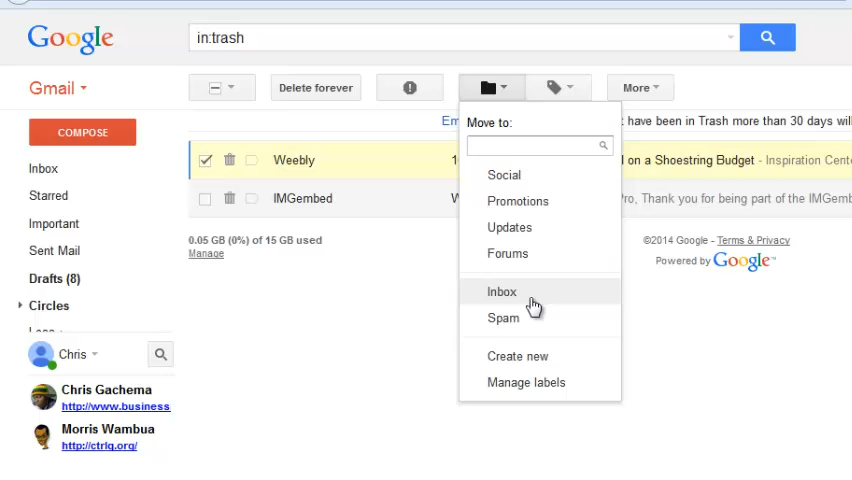 Google
in:trash
Gmail
Delete forever
More
Move to:
have been in Trash more than 30 days will
COMPOSE
Inbox
Weebly
l on a Shoestring Budget - Inspiration Cente
Social
Starred
IMGembed
Promotions
Pro, Thank you for being part of the IMGemb
Important
Updates
0.05 GB (0%) of 15 GB used
Manage
©2014 Google - Terms & Privacy
Powered by Google™
Sent Mail
Forums
Drafts (8)
Inbox
Circles
Spam
Chris
Create new
Manage labels
Chris Gachema
http://www.business
Morris Wambua
http://ctrlq.org/